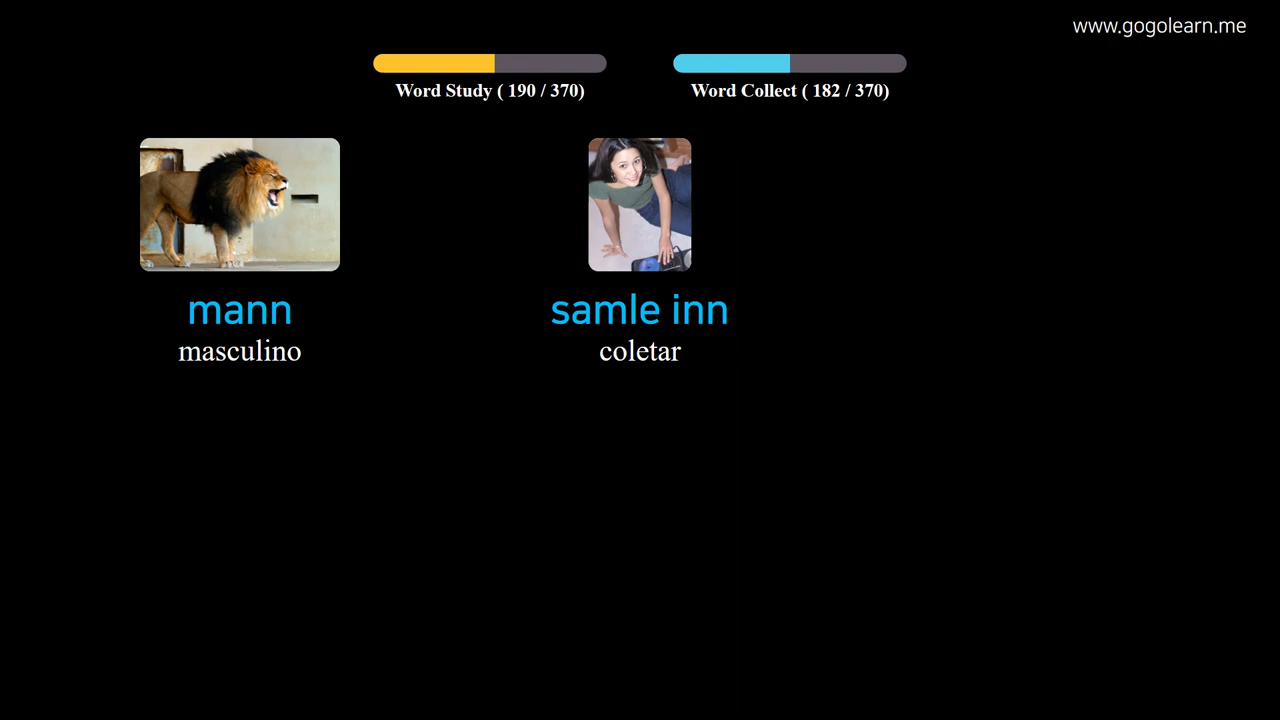 www.gogolearn.me
Word Study ( 190 / 370)
Word Collect ( 182 / 370)
mann
masculino
samle inn
coletar